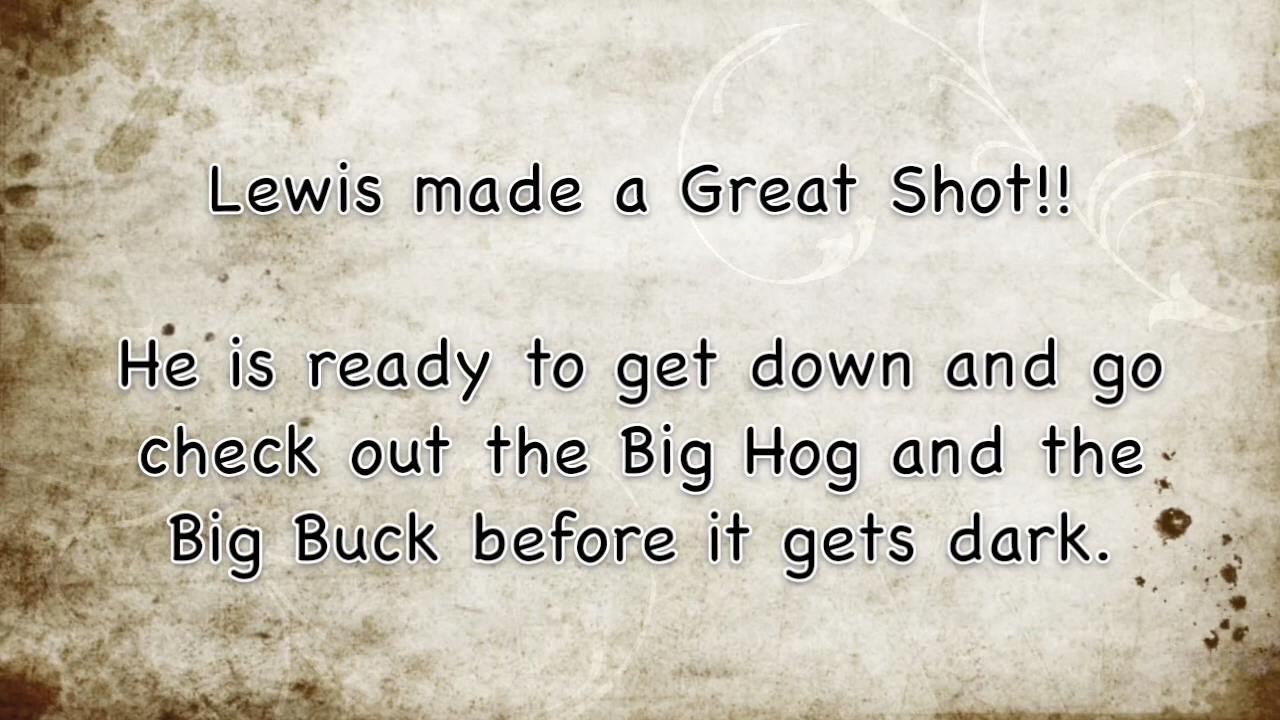 Lewis made a Great Shot!!
He is ready to get down and go
check out the Big Hog and the
Big Buck before it gets dark.